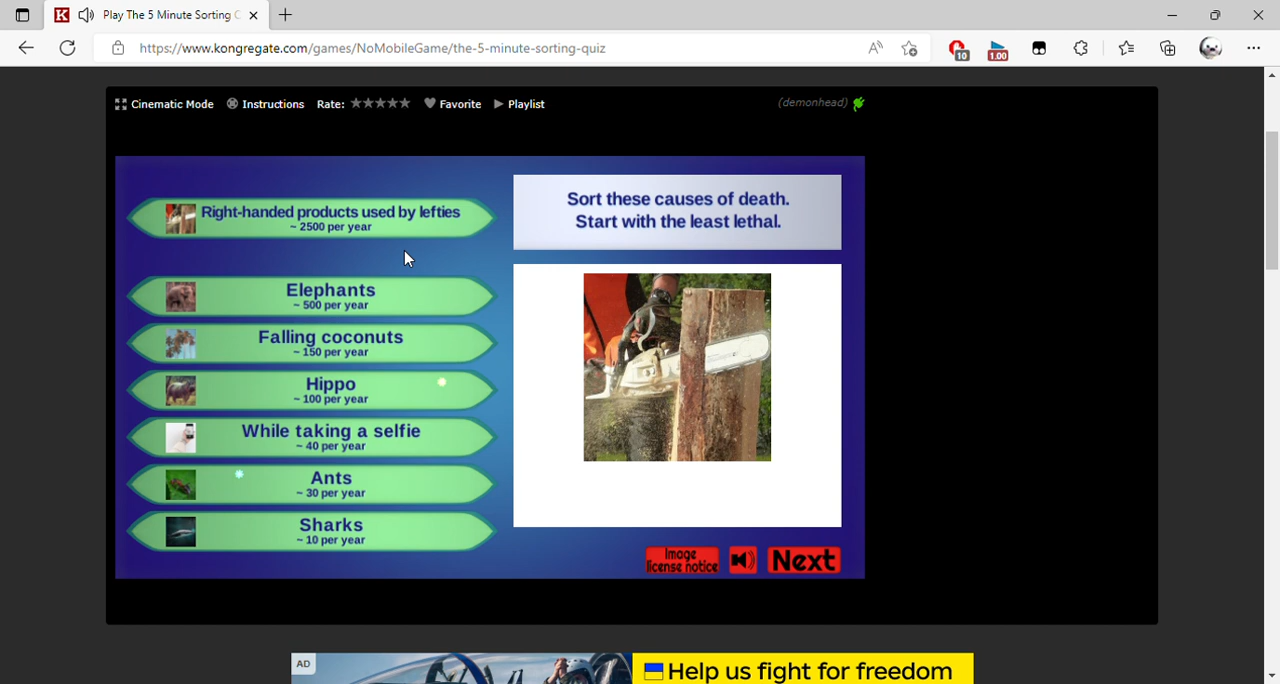 Play The 5 Minute Sorting Q
https://www.kongregate.com/games/NoMobileGame/the-5-minute-sorting-quiz
10
1.00
Cinematic Mode
Instructions
Rate:
Favorite
Playlist
(demonhead)
Right-handed products used by lefties
~ 2500 per year
Elephants
~ 500 per year
Falling coconuts
~ 150 per year
Hippo
~ 100 per year
While taking a selfie
~ 40 per year
Ants
~ 30 per year
Sharks
~ 10 per year
Sort these causes of death.
Start with the least lethal.
Image
license notice
Next
AD
Help us fight for freedom